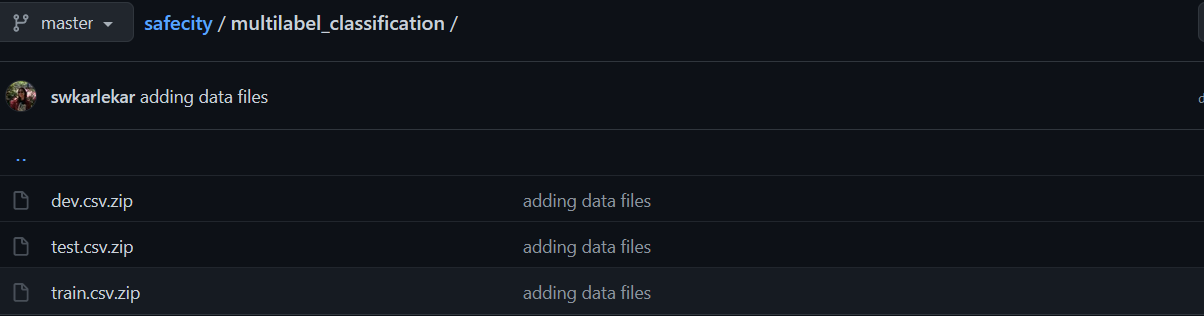 master safecity / multilabel_classification /
swkarlekar adding data files
..
dev.csv.zip adding data files
test.csv.zip adding data files
train.csv.zip adding data files